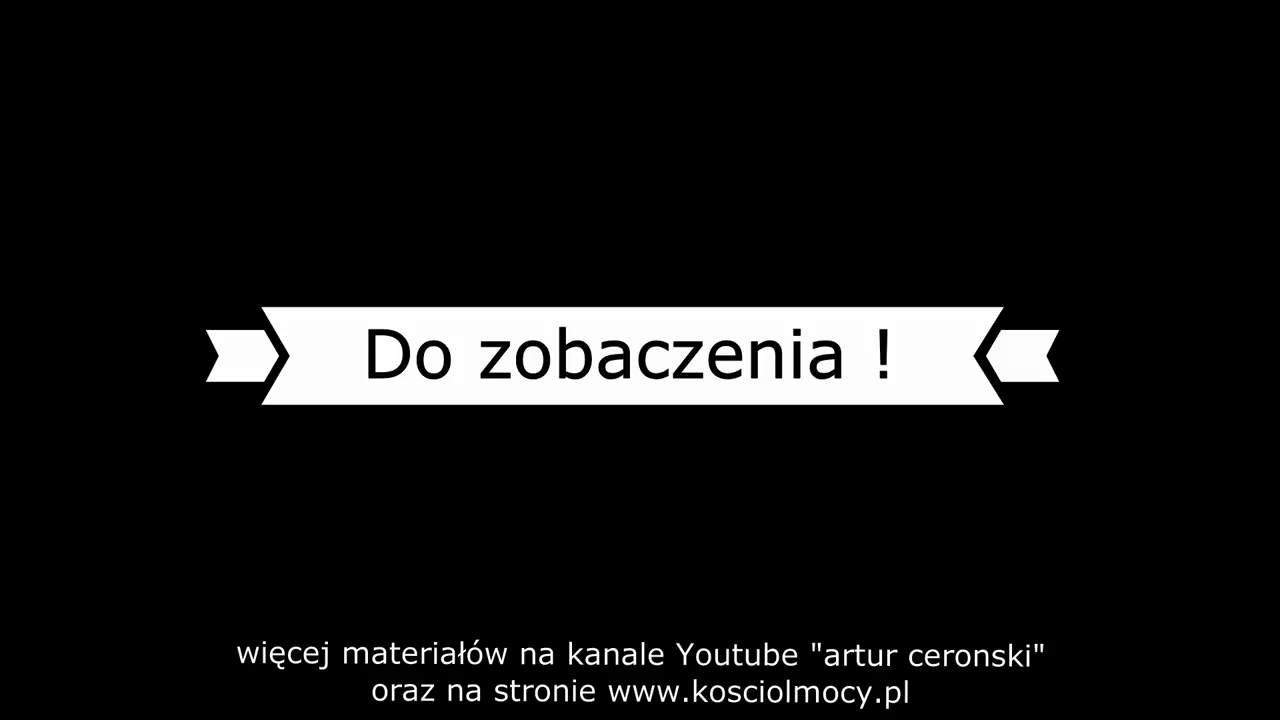 Do zobaczenia !
więcej materiałów na kanale Youtube "artur ceronski"
oraz na stronie www.kosciolmocy.pl